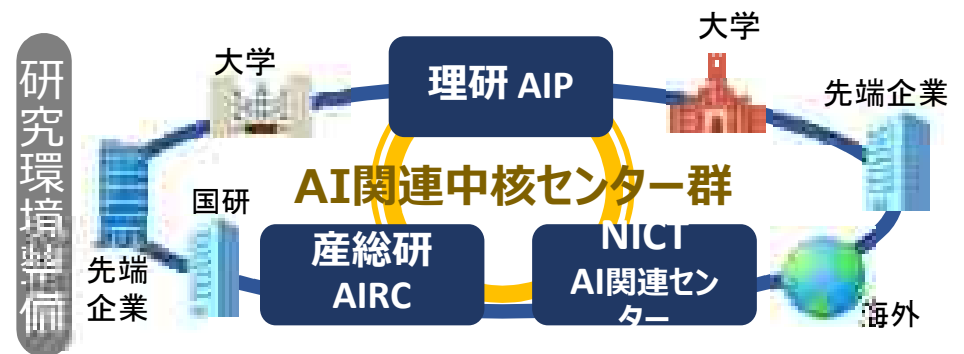 研究環境整備
大学
理研 AIP
大学
先端企業
AI関連中核センター群
国研
産総研
AIRC
NICT
AI関連セン
ター
先端
企業
海外